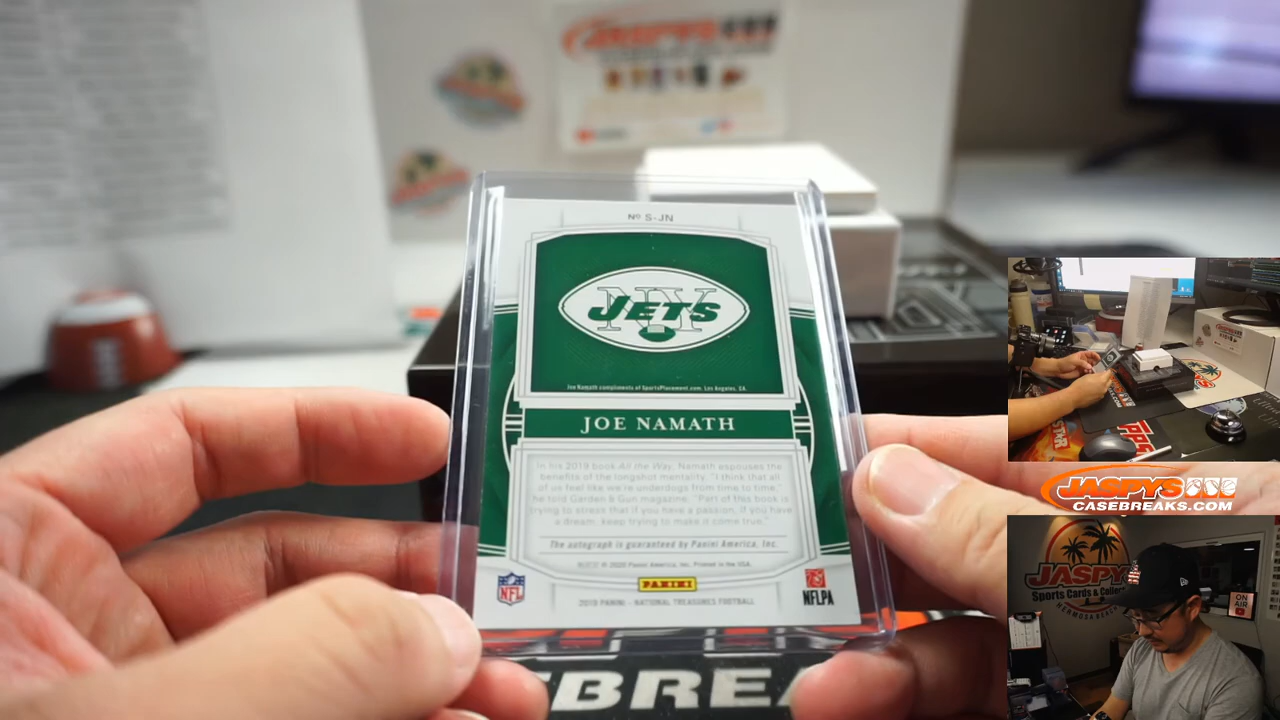 JASPYS
Nº S-JN
NY
JETS
Joe Namath compliments of SportsPlacement.com, Los Angeles, CA.
JOE NAMATH
In his 2019 book All the Way, Namath espouses the
benefits of the longshot mentality. "I think that all
of us feel like we're underdogs from time to time,"
he told Garden & Gun magazine. "Part of this book is
trying to stress that if you have a passion, if you have
a dream, keep trying to make it come true."
The autograph is guaranteed by Panini America, Inc.
© 2020 Panini America, Inc. Printed in the USA.
NFL
PANINI
NFLPA
2019 PANINI - NATIONAL TREASURES FOOTBALL
EBREA
JASPYS
CASEBREAKS.COM
JASPYS
Sports Cards & Colle
HERMOSA BEACH
ON
AIR